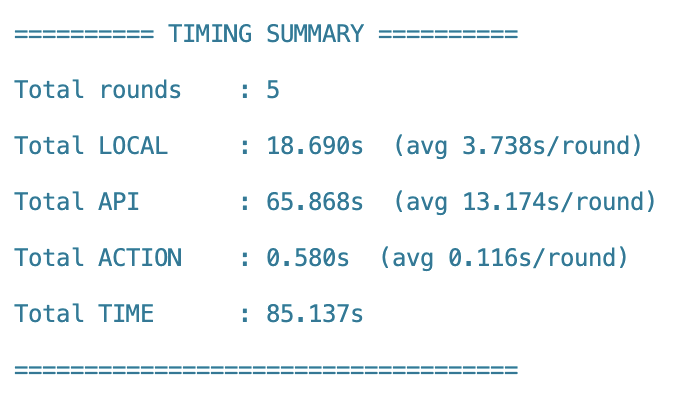 ========== TIMING SUMMARY ==========
Total rounds    : 5
Total LOCAL     : 18.690s  (avg 3.738s/round)
Total API       : 65.868s  (avg 13.174s/round)
Total ACTION    : 0.580s  (avg 0.116s/round)
Total TIME      : 85.137s
====================================